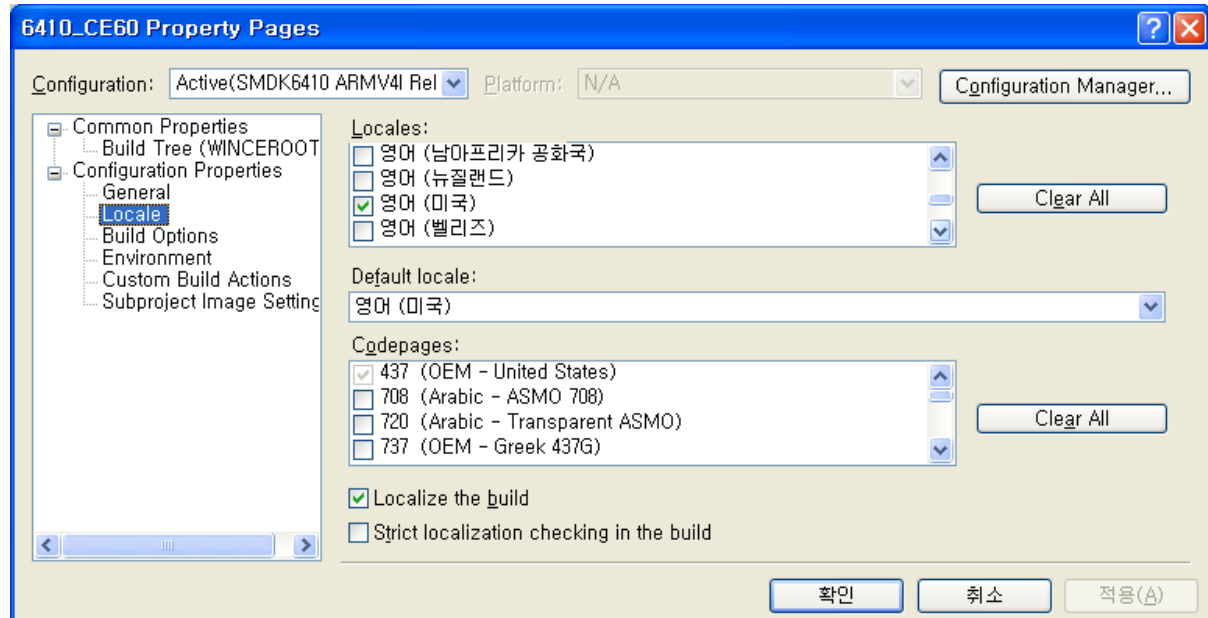 6410_CE60 Property Pages
Configuration: Active(SMDK6410 ARMV4I Rel Platform: N/A Configuration Manager...
Common Properties
Build Tree (WINCEROOT
Configuration Properties
General
Locale
Build Options
Environment
Custom Build Actions
Subproject Image Setting
Locales:
영어 (남아프리카 공화국)
영어 (뉴질랜드)
영어 (미국)
영어 (벨리즈)
Clear All
Default locale:
영어 (미국)
Codepages:
437 (OEM - United States)
708 (Arabic - ASMO 708)
720 (Arabic - Transparent ASMO)
737 (OEM - Greek 437G)
Clear All
Localize the build
Strict localization checking in the build
확인 취소 적용(A)